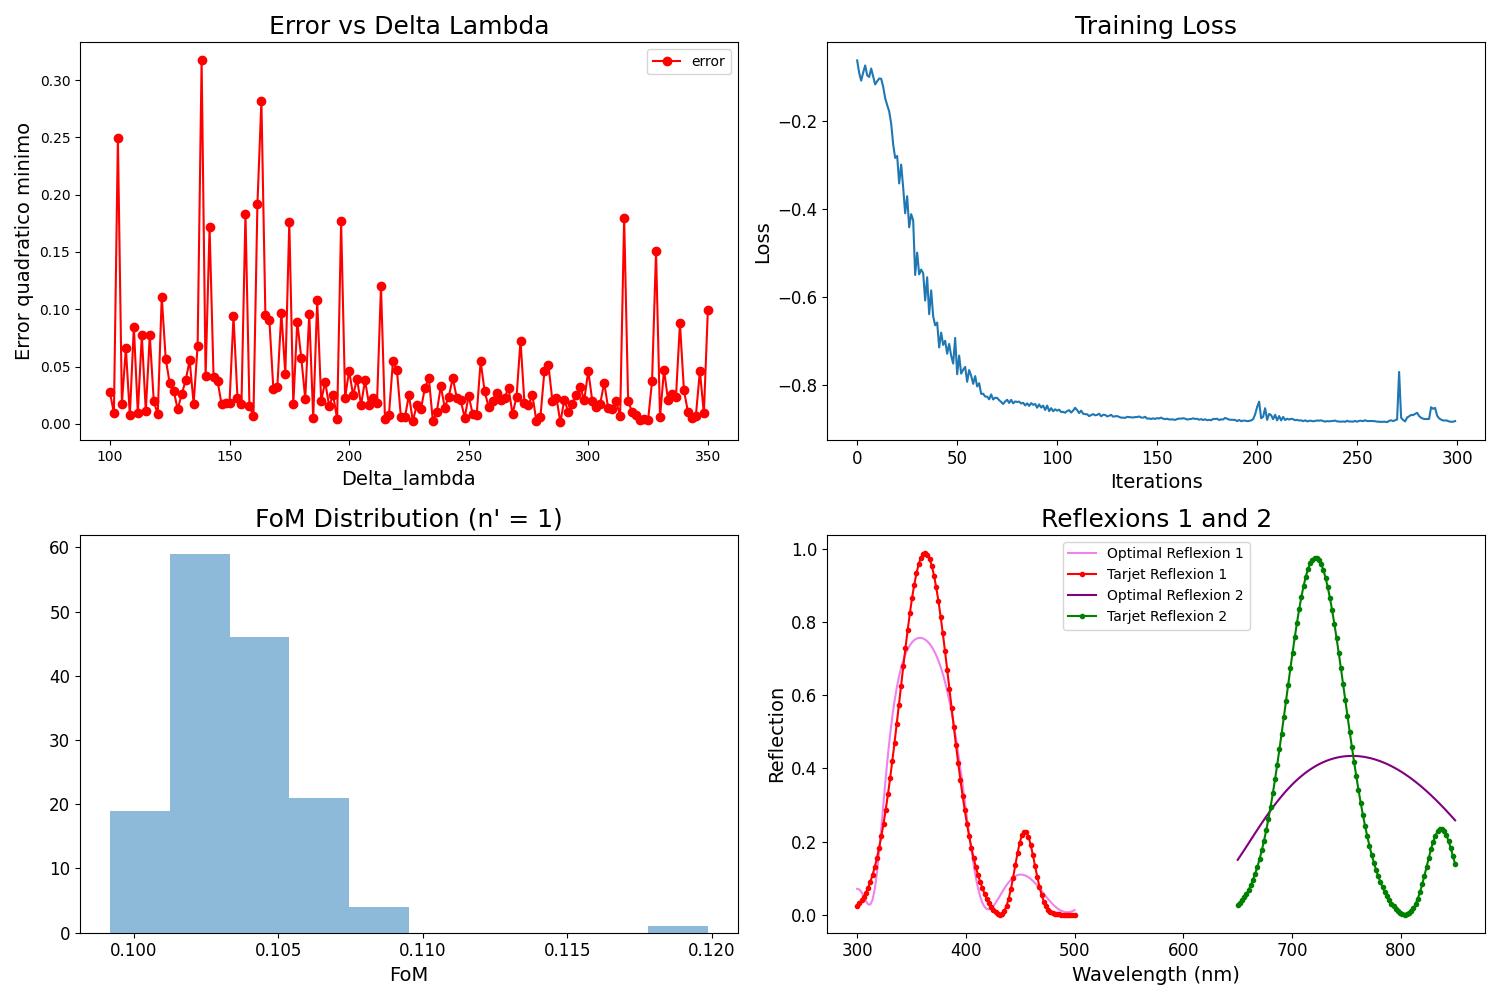 Error vs Delta Lambda
error
Error quadratico minimo
0.30
0.25
0.20
0.15
0.10
0.05
0.00
100 150 200 250 300 350
Delta_lambda
Training Loss
Loss
−0.2
−0.4
−0.6
−0.8
0 50 100 150 200 250 300
Iterations
FoM Distribution (n' = 1)
60
50
40
30
20
10
0
0.100 0.105 0.110 0.115 0.120
FoM
Reflexions 1 and 2
Optimal Reflexion 1
Tarjet Reflexion 1
Optimal Reflexion 2
Tarjet Reflexion 2
Reflection
1.0
0.8
0.6
0.4
0.2
0.0
300 400 500 600 700 800
Wavelength (nm)